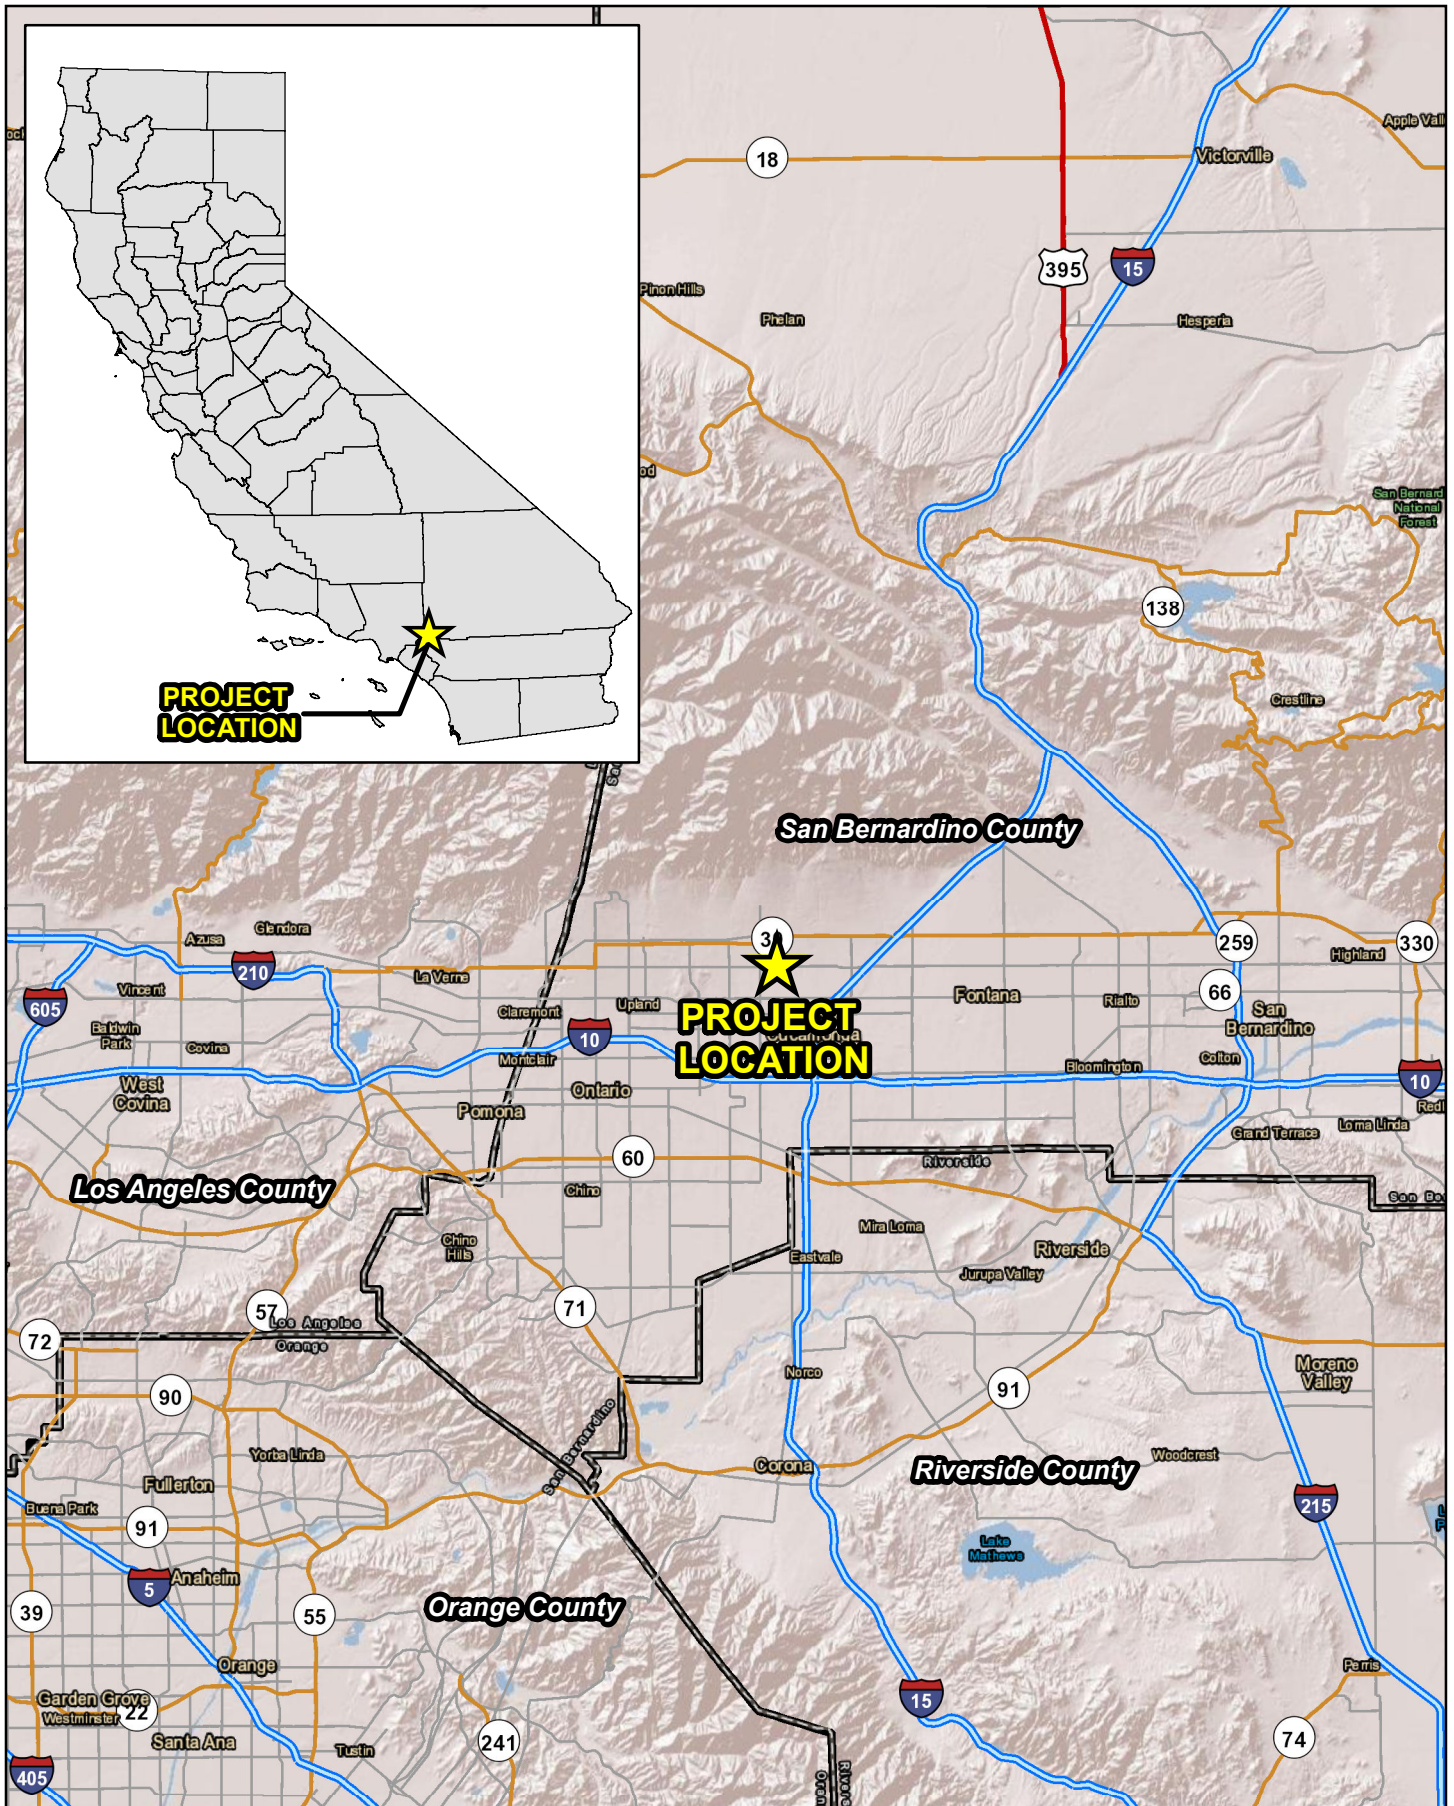 18
Victorville
Apple Vall
395
15
Pinon Hills
Phelan
Hesperia
San Bernard
National
Forest
138
Crestline
PROJECT
LOCATION
San Bernardino County
Azusa
Glendora
210
La Verne
259
330
Highland
605
Vincent
Baldwin
Park
Covina
Claremont
Upland
10
Montclair
PROJECT
LOCATION
Fontana
Rialto
66
San
Bernardino
Colton
Bloomington
10
West
Covina
Ontario
Pomona
Redl
Loma Linda
Grand Terrace
60
Riverside
Los Angeles County
Chino
San Be
Mira Loma
Chino
Hills
Eastvale
Riverside
Jurupa Valley
57
Los Angeles
Orange
71
72
Norco
Moreno
Valley
90
91
San Bernardino
Yorba Linda
Corona
Woodcrest
Riverside County
Fullerton
Buena Park
91
215
Lake
Mathews
5
Anaheim
39
55
Orange County
Orange
Perris
Garden Grove
Westminster
22
15
Santa Ana
Tustin
241
74
405
Oran
Rivers